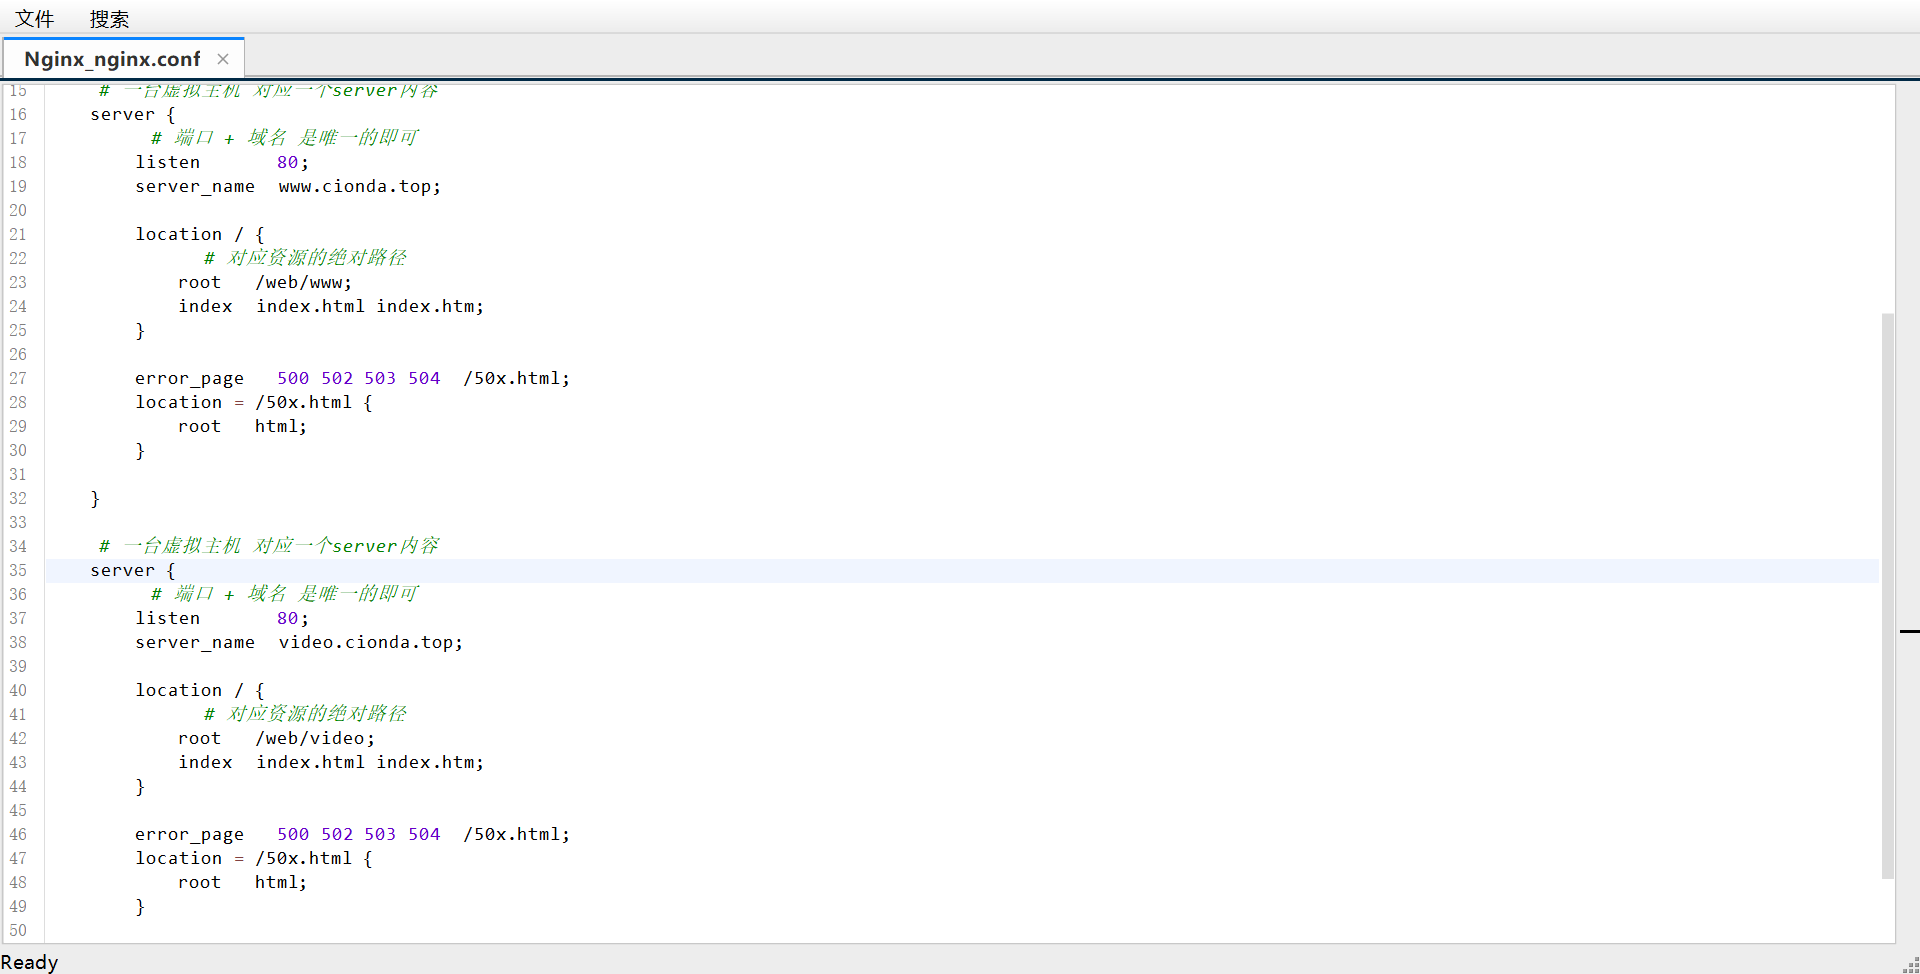 文件 搜索
Nginx_nginx.conf ×
15 # 一台虚拟主机 对应一个server内容
16 server {
17 # 端口 + 域名 是唯一的即可
18 listen 80;
19 server_name www.cionda.top;
20
21 location / {
22 # 对应资源的绝对路径
23 root /web/www;
24 index index.html index.htm;
25 }
26
27 error_page 500 502 503 504 /50x.html;
28 location = /50x.html {
29 root html;
30 }
31
32 }
33
34 # 一台虚拟主机 对应一个server内容
35 server {
36 # 端口 + 域名 是唯一的即可
37 listen 80;
38 server_name video.cionda.top;
39
40 location / {
41 # 对应资源的绝对路径
42 root /web/video;
43 index index.html index.htm;
44 }
45
46 error_page 500 502 503 504 /50x.html;
47 location = /50x.html {
48 root html;
49 }
50
Ready